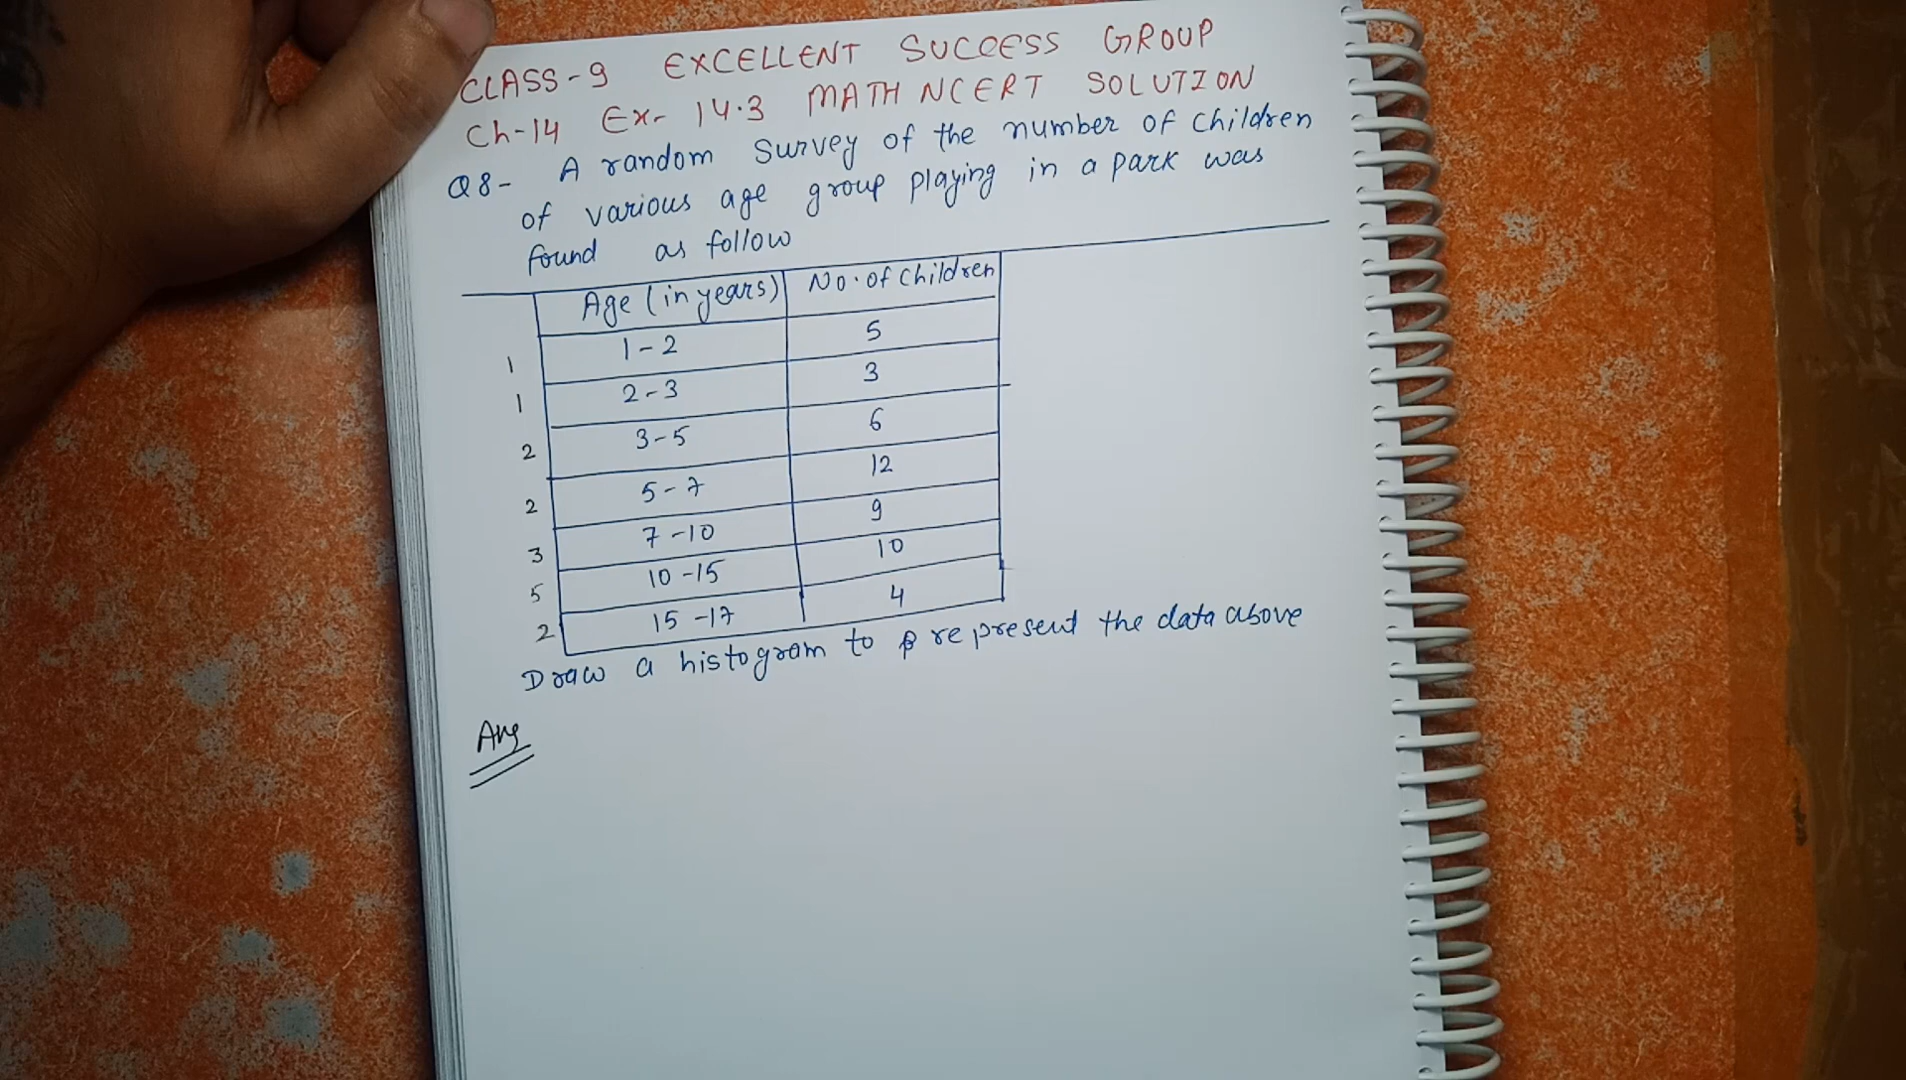 CLASS-9 EXCELLENT SUCCESS GROUP
Ch-14 Ex- 14.3 MATH NCERT SOLUTION
Q8- A random survey of the number of children
of various age group playing in a park was
found as follow
Age (in years) No. of children
1 1-2 5
1 2-3 3
2 3-5 6
2 5-7 12
3 7-10 9
5 10-15 10
2 15-17 4
Draw a histogram to represent the data above
Ans